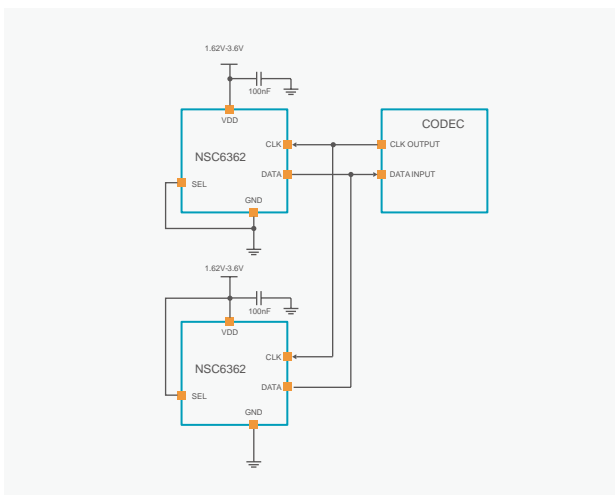 1.62V-3.6V
100nF
VDD
CODEC
CLK
CLK OUTPUT
NSC6362
DATA
DATA INPUT
SEL
GND
1.62V-3.6V
100nF
VDD
CLK
NSC6362
DATA
SEL
GND